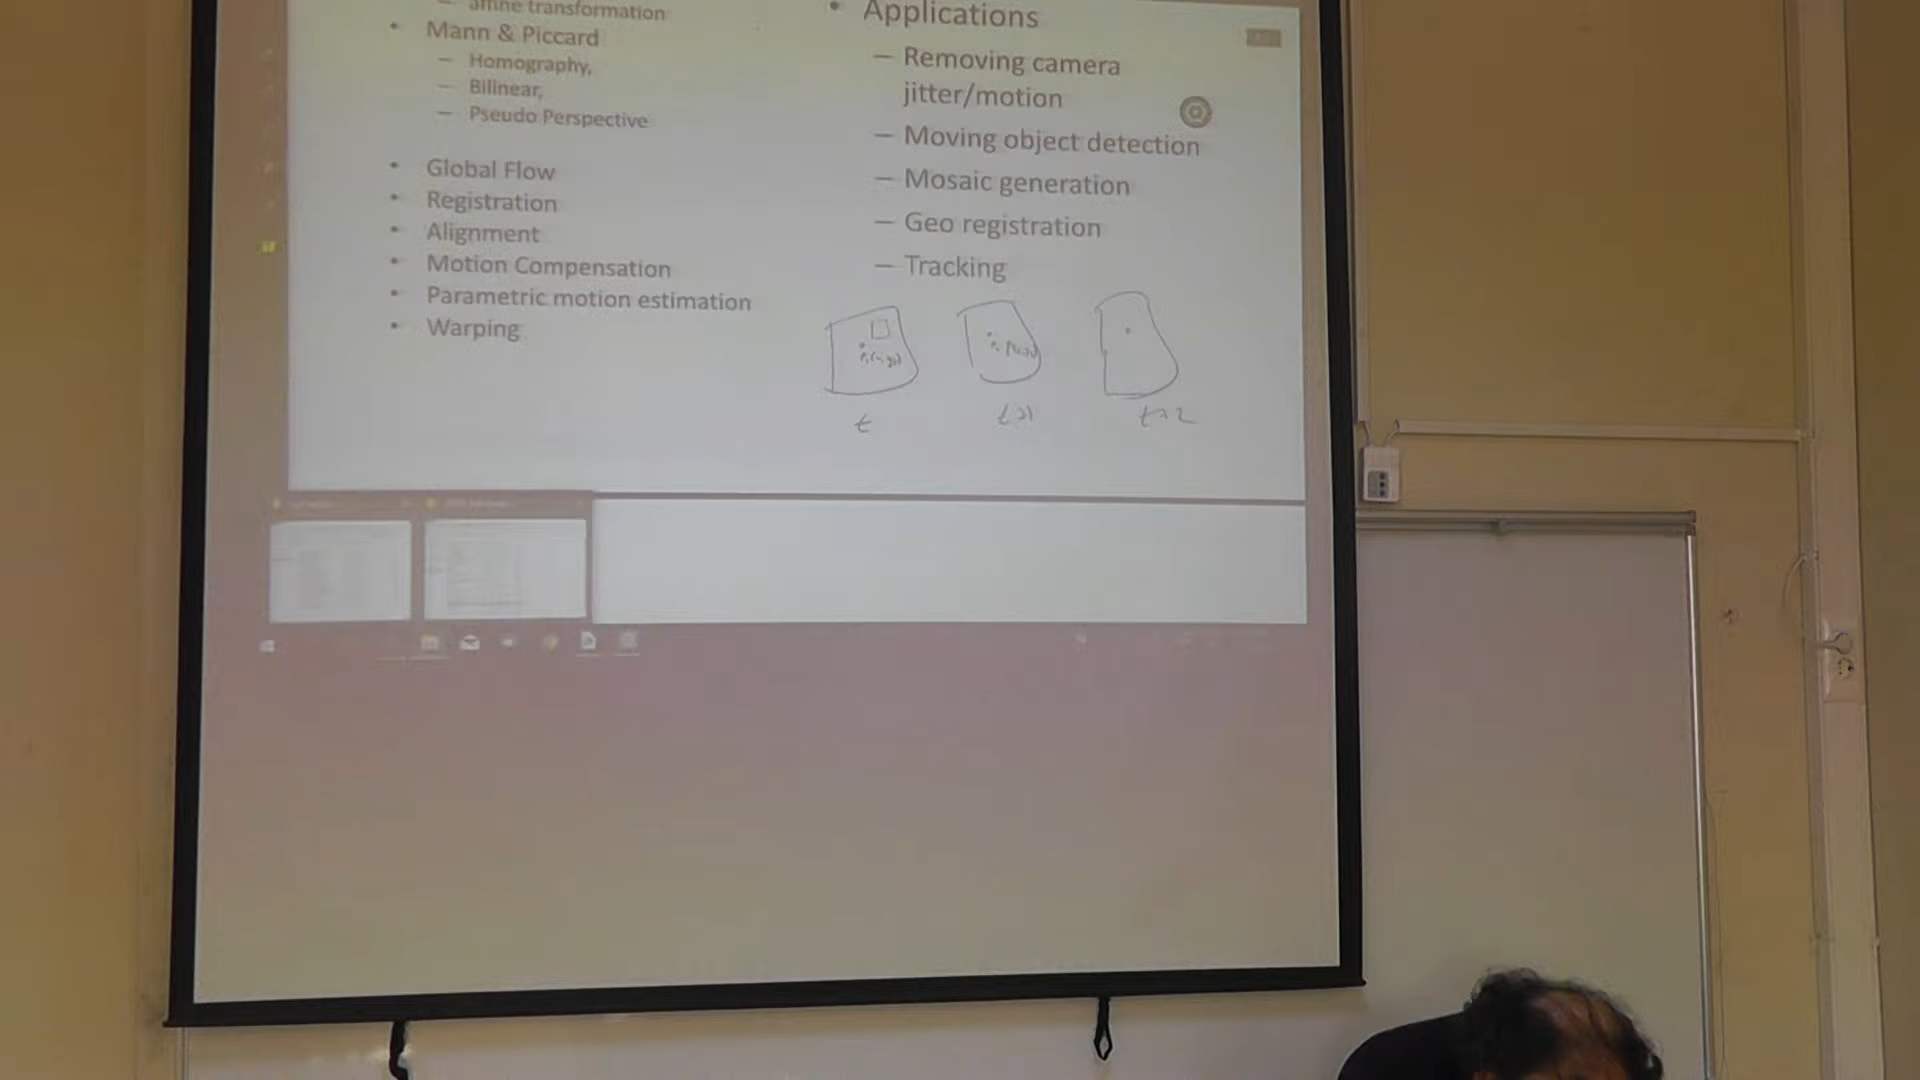 – affine transformation
• Mann & Piccard
– Homography,
– Bilinear,
– Pseudo Perspective
• Global Flow
• Registration
• Alignment
• Motion Compensation
• Parametric motion estimation
• Warping
• Applications
– Removing camera
jitter/motion
– Moving object detection
– Mosaic generation
– Geo registration
– Tracking
t